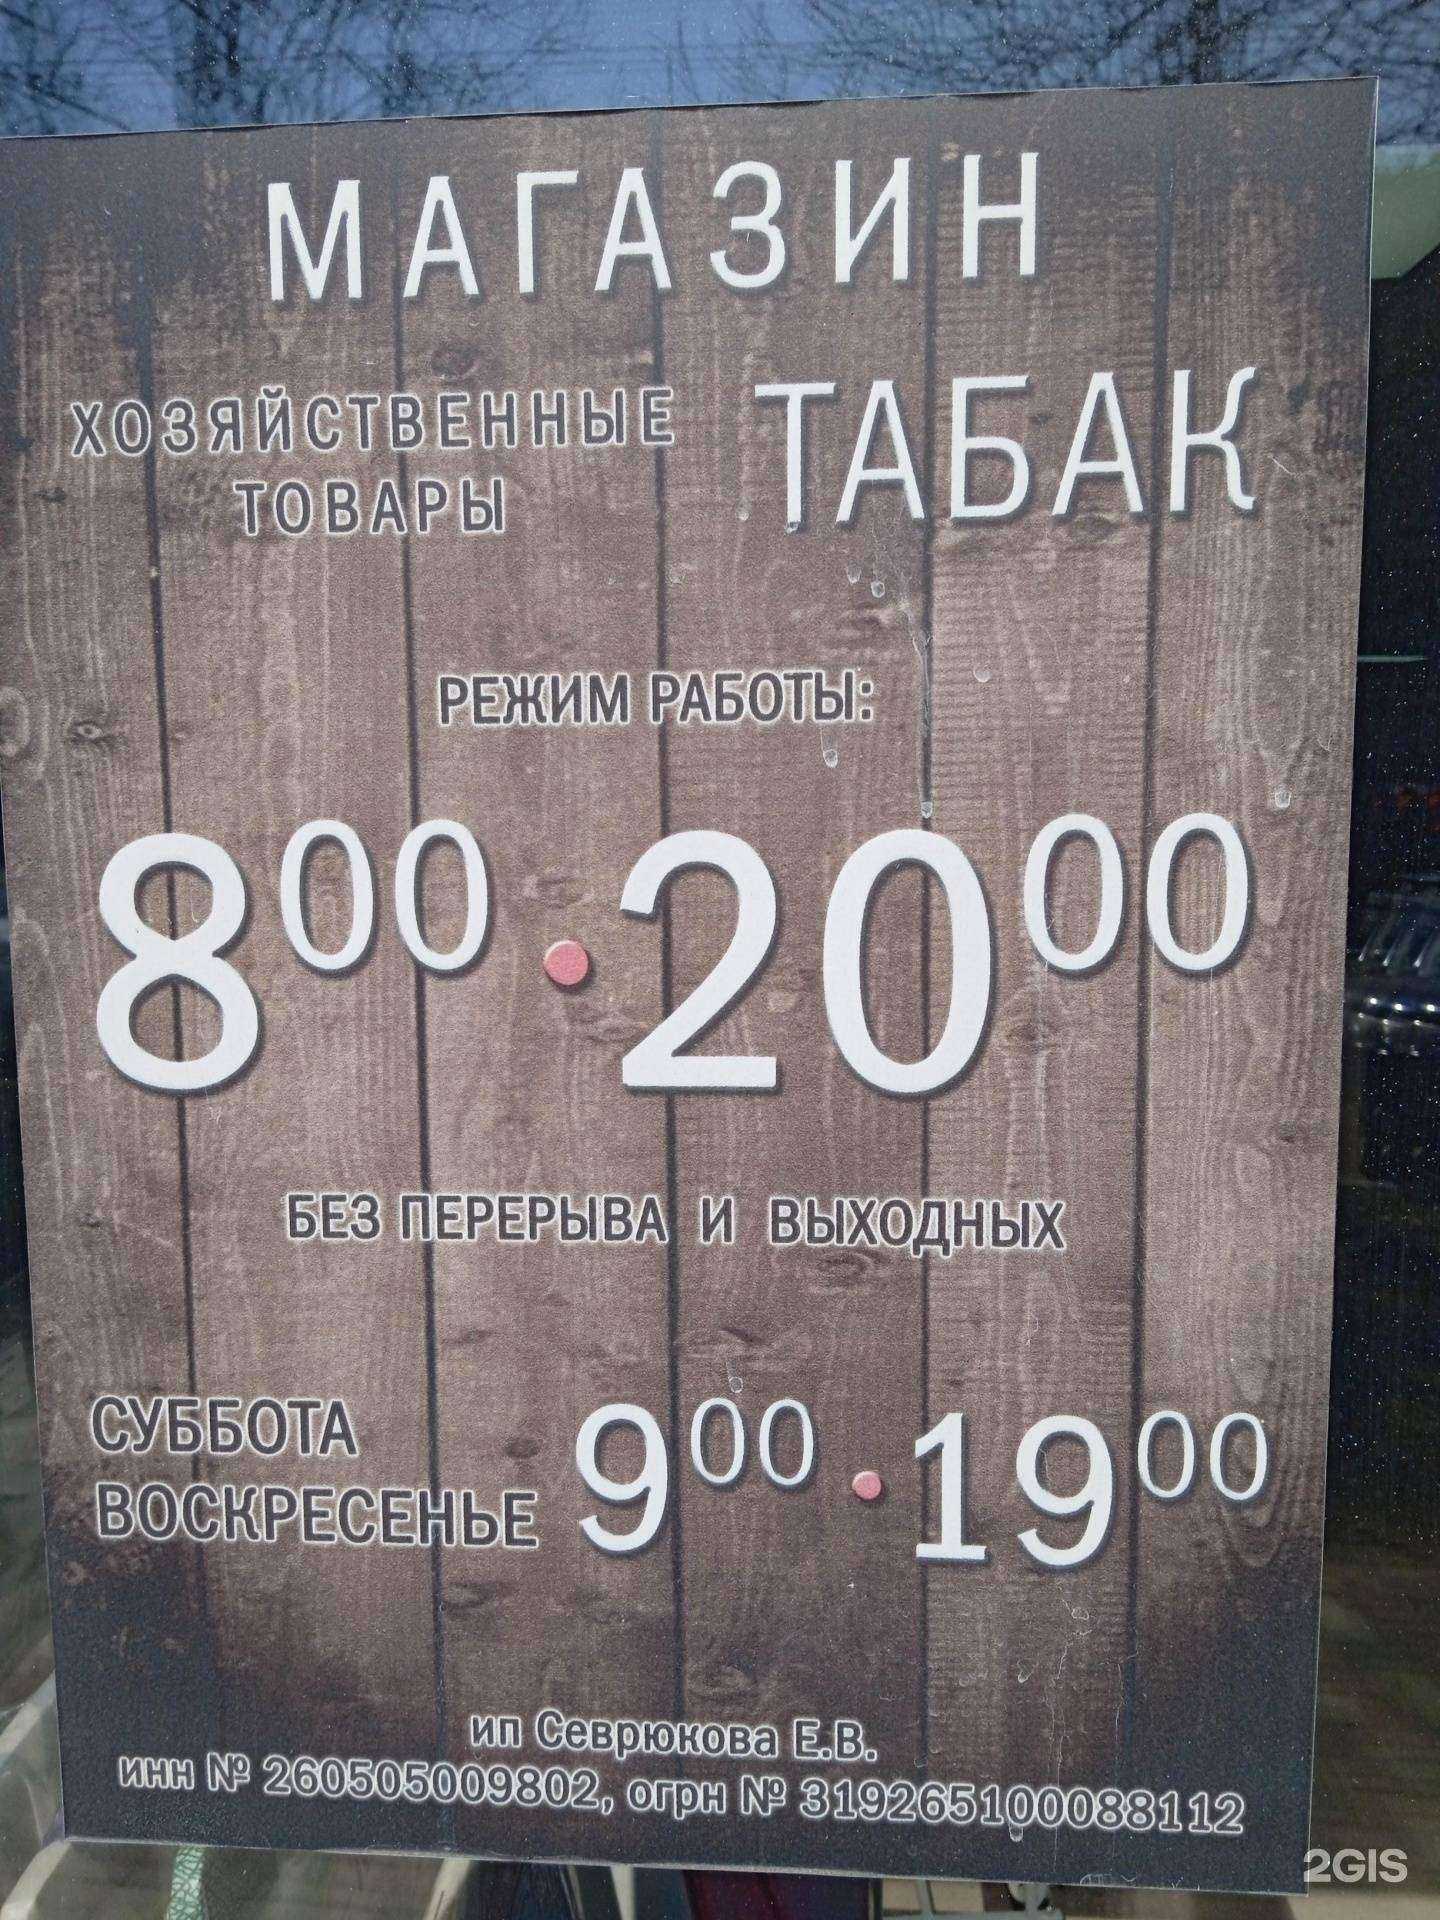 МАГАЗИН
ХОЗЯЙСТВЕННЫЕ
ТОВАРЫ
ТАБАК
РЕЖИМ РАБОТЫ:
8⁰⁰ • 20⁰⁰
БЕЗ ПЕРЕРЫВА И ВЫХОДНЫХ
СУББОТА
ВОСКРЕСЕНЬЕ
9⁰⁰ • 19⁰⁰
ип Севрюкова Е.В.
инн № 260505009802, огрн № 319265100088112
2GIS